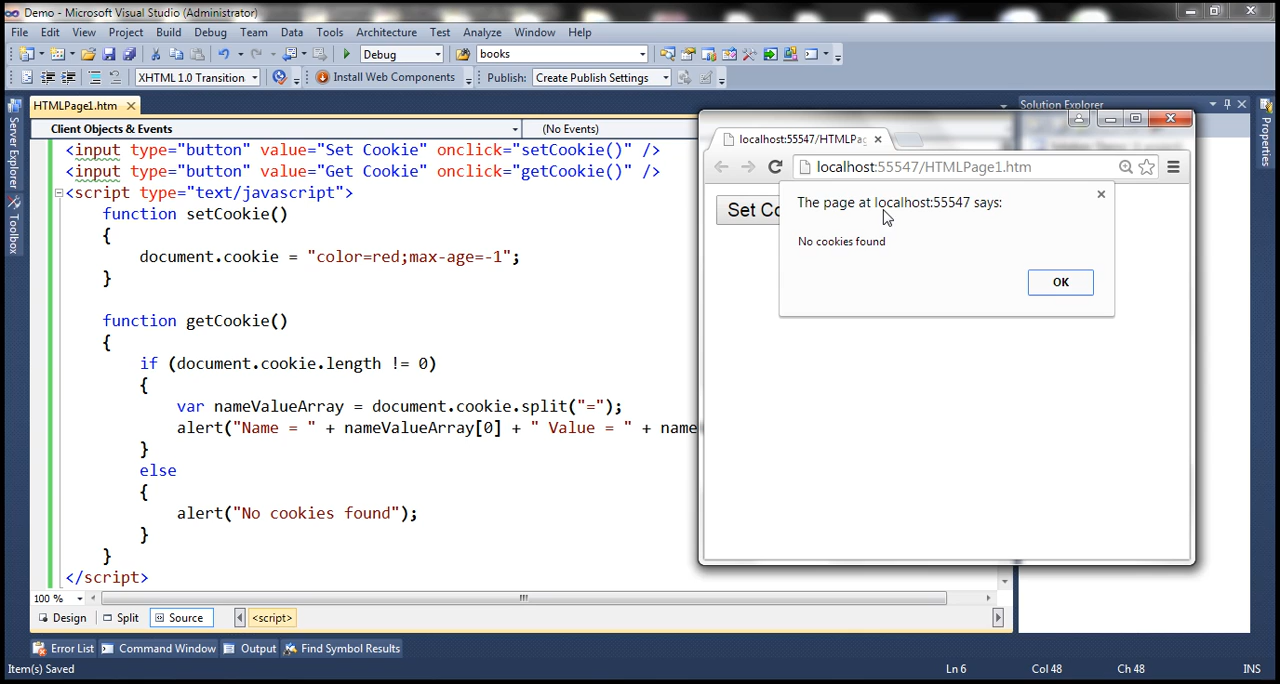 Demo - Microsoft Visual Studio (Administrator)
File Edit View Project Build Debug Team Data Tools Architecture Test Analyze Window Help
Debug books
XHTML 1.0 Transition Install Web Components Publish: Create Publish Settings
HTMLPage1.htm
Solution Explorer
Client Objects & Events (No Events)
Server Explorer
Toolbox
Properties
<input type="button" value="Set Cookie" onclick="setCookie()" />
<input type="button" value="Get Cookie" onclick="getCookie()" />
<script type="text/javascript">
function setCookie()
{
document.cookie = "color=red;max-age=-1";
}
function getCookie()
{
if (document.cookie.length != 0)
{
var nameValueArray = document.cookie.split("=");
alert("Name = " + nameValueArray[0] + " Value = " + name
}
else
{
alert("No cookies found");
}
}
</script>
localhost:55547/HTMLPag
localhost:55547/HTMLPage1.htm
Set Co
The page at localhost:55547 says:
No cookies found
OK
100 %
Design Split Source <script>
Error List Command Window Output Find Symbol Results
Item(s) Saved Ln 6 Col 48 Ch 48 INS